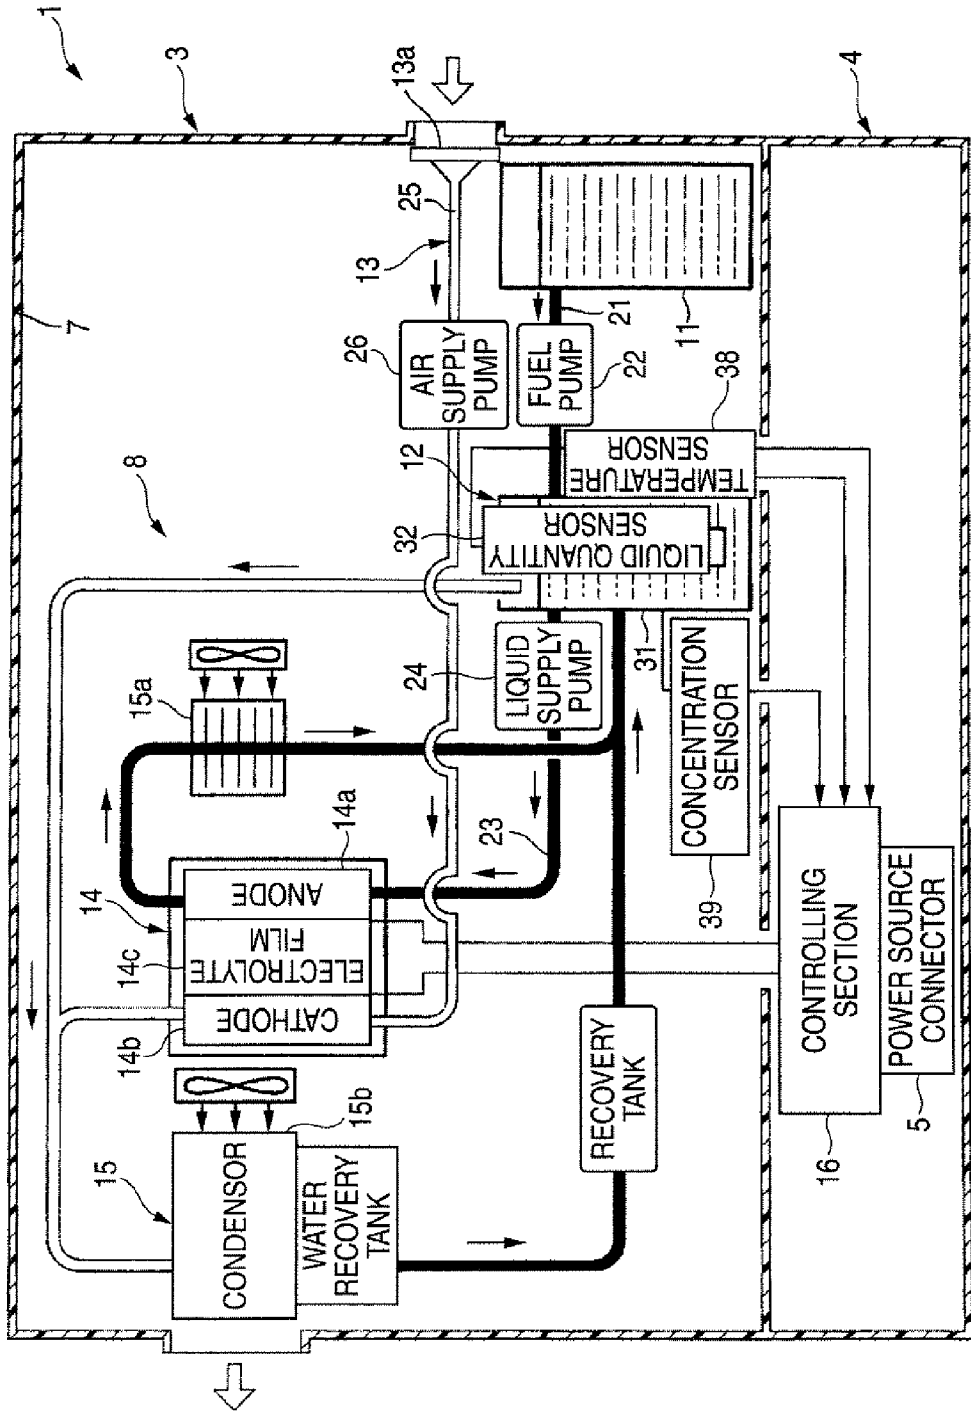 1
3
4
13a
7
25
13
26
AIR
SUPPLY
PUMP
21
11
FUEL
PUMP
22
38
8
12
32
LIQUID QUANTITY
SENSOR
TEMPERATURE
SENSOR
15a
24
LIQUID
SUPPLY
PUMP
31
CONCENTRATION
SENSOR
39
14
14a
14c
14b
ANODE
ELECTROLYTE
FILM
CATHODE
23
15
15b
CONDENSOR
WATER
RECOVERY
TANK
RECOVERY
TANK
CONTROLLING
SECTION
16
POWER SOURCE
CONNECTOR
5